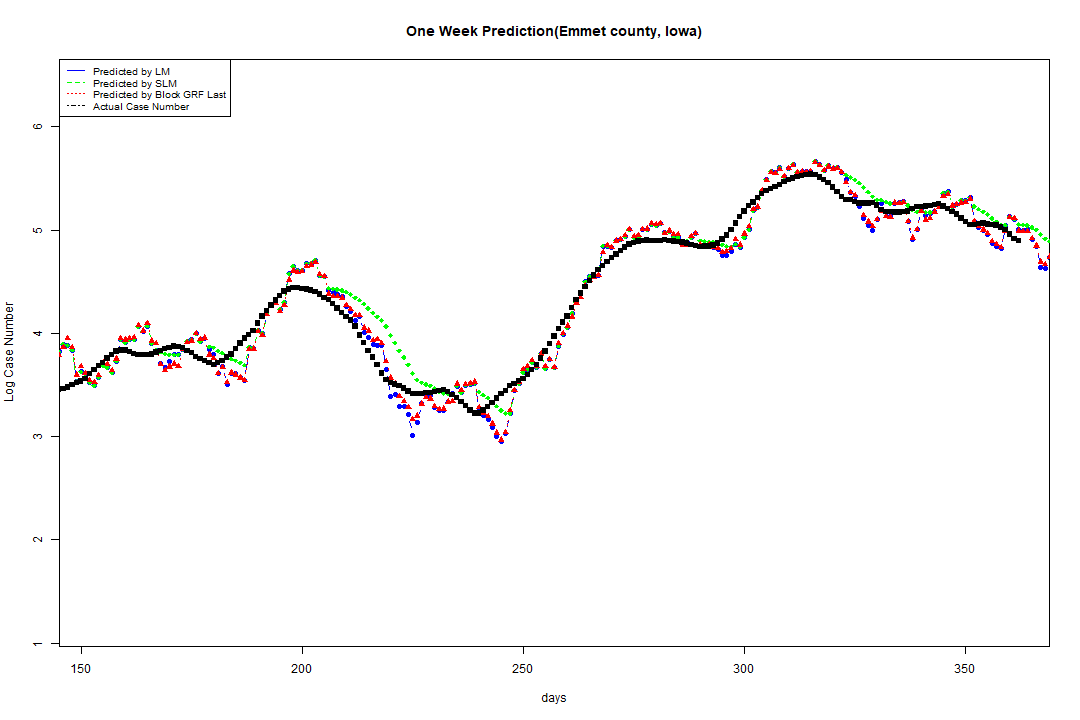 One Week Prediction(Emmet county, Iowa)
Predicted by LM
Predicted by SLM
Predicted by Block GRF Last
Actual Case Number
6
5
4
3
2
1
Log Case Number
150 200 250 300 350
days